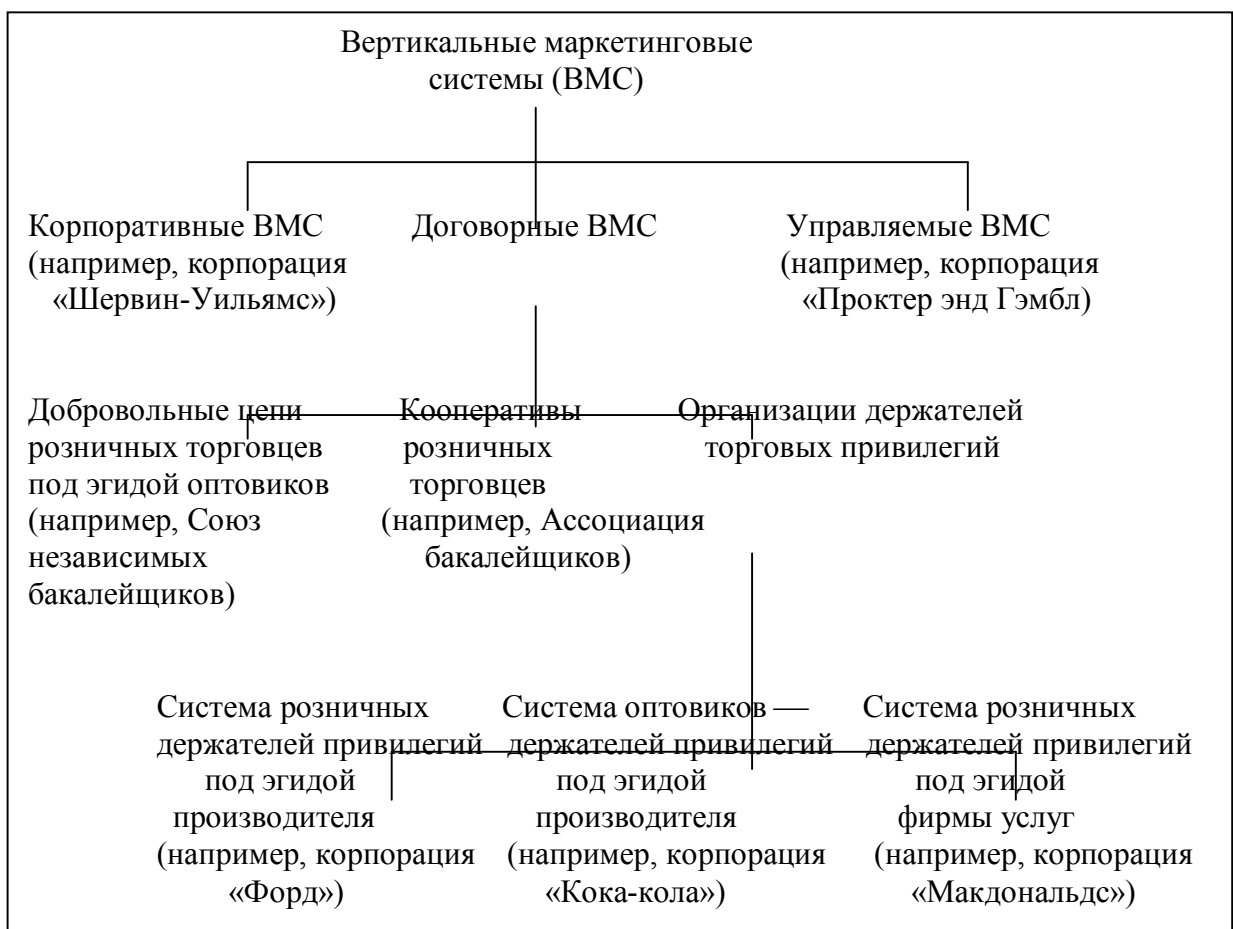 Вертикальные маркетинговые
системы (ВМС)
Корпоративные ВМС
(например, корпорация
«Шервин-Уильямс»)
Договорные ВМС
Управляемые ВМС
(например, корпорация
«Проктер энд Гэмбл)
Добровольные цепи
розничных торговцев
под эгидой оптовиков
(например, Союз
независимых
бакалейщиков)
Кооперативы
розничных
торговцев
(например, Ассоциация
бакалейщиков)
Организации держателей
торговых привилегий
Система розничных
держателей привилегий
под эгидой
производителя
(например, корпорация
«Форд»)
Система оптовиков —
держателей привилегий
под эгидой
производителя
(например, корпорация
«Кока-кола»)
Система розничных
держателей привилегий
под эгидой
фирмы услуг
(например, корпорация
«Макдональдс»)